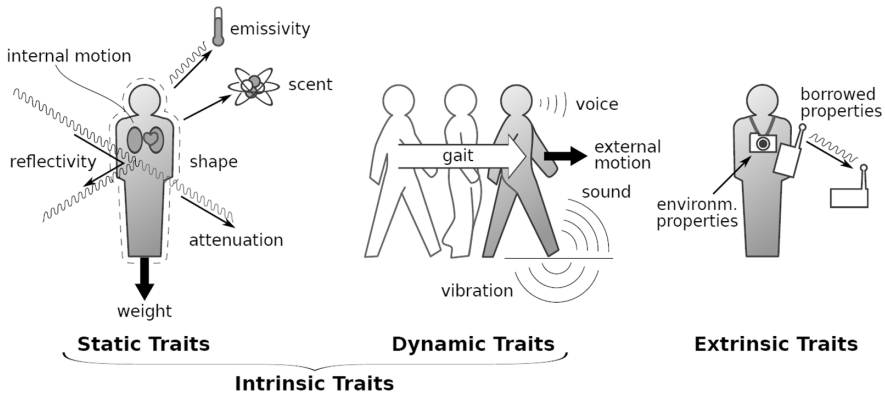 emissivity
internal motion
scent
reflectivity
shape
attenuation
weight
Static Traits
voice
gait
external
motion
sound
vibration
Dynamic Traits
Intrinsic Traits
borrowed
properties
environm.
properties
Extrinsic Traits